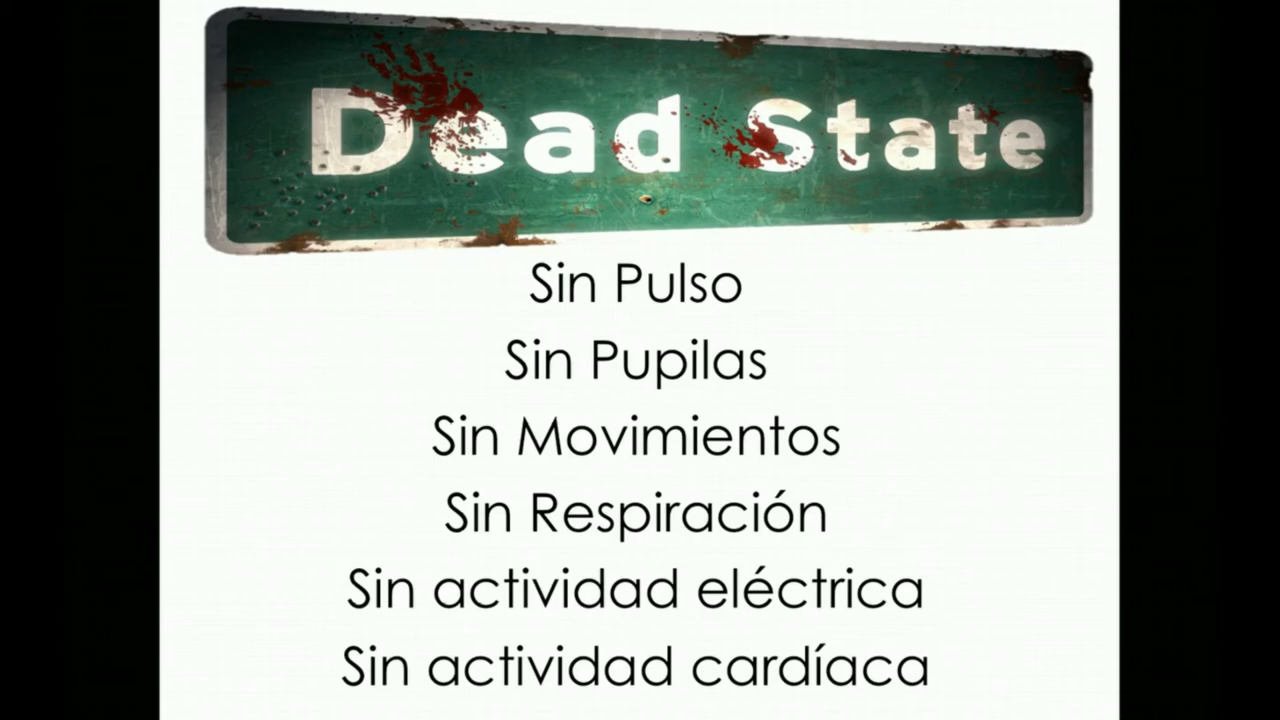 Dead State
Sin Pulso
Sin Pupilas
Sin Movimientos
Sin Respiración
Sin actividad eléctrica
Sin actividad cardíaca